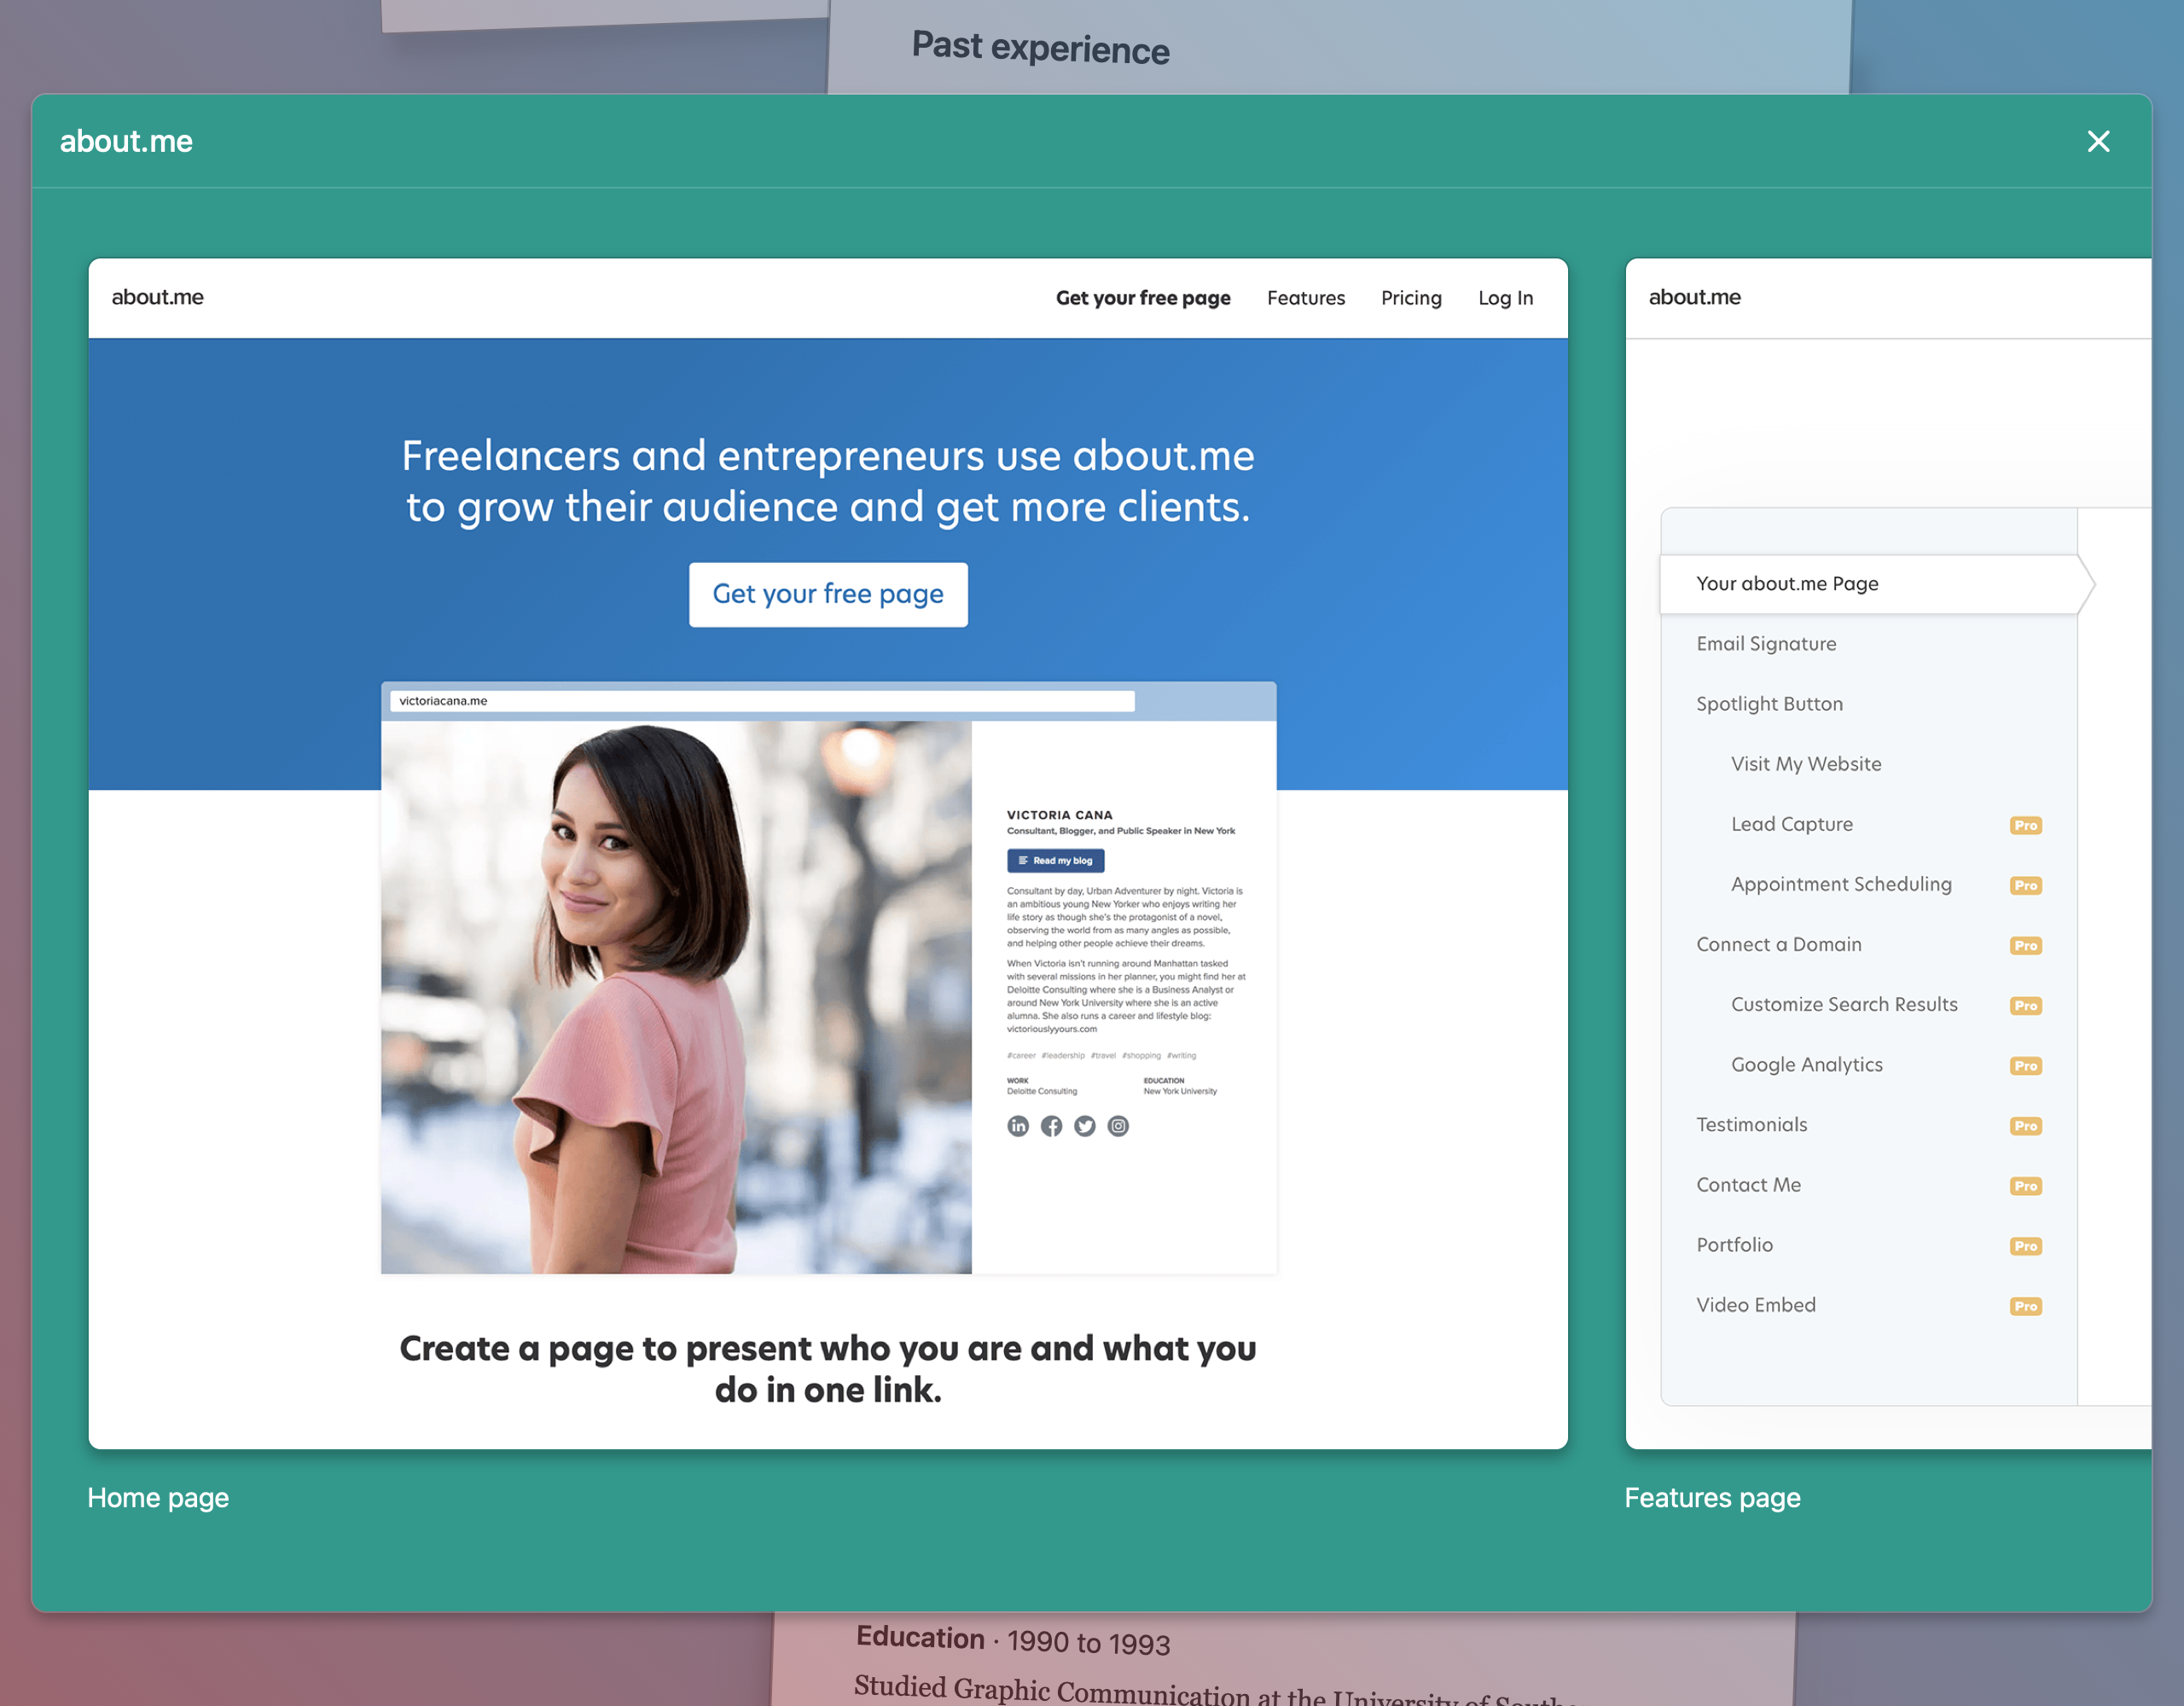 Past experience
about.me
about.me
Get your free page Features Pricing Log In
Freelancers and entrepreneurs use about.me
to grow their audience and get more clients.
Get your free page
victoriacana.me
VICTORIA CANA
Consultant, Blogger, and Public Speaker in New York
Read my blog
Consultant by day, Urban Adventurer by night. Victoria is
an ambitious young New Yorker who enjoys writing her
life story as though she's the protagonist of a novel,
observing the world from as many angles as possible,
and helping other people achieve their dreams.
When Victoria isn't running around Manhattan tasked
with several missions in her planner, you might find her at
Deloitte Consulting where she is a Business Analyst or
around New York University where she is an active
alumna. She also runs a career and lifestyle blog:
victoriouslyyours.com
#career #leadership #travel #shopping #writing
WORK
Deloitte Consulting
EDUCATION
New York University
Create a page to present who you are and what you
do in one link.
Home page
about.me
Your about.me Page
Email Signature
Spotlight Button
Visit My Website
Lead Capture Pro
Appointment Scheduling Pro
Connect a Domain Pro
Customize Search Results Pro
Google Analytics Pro
Testimonials Pro
Contact Me Pro
Portfolio Pro
Video Embed Pro
Features page
Education · 1990 to 1993
Studied Graphic Communication at the University of